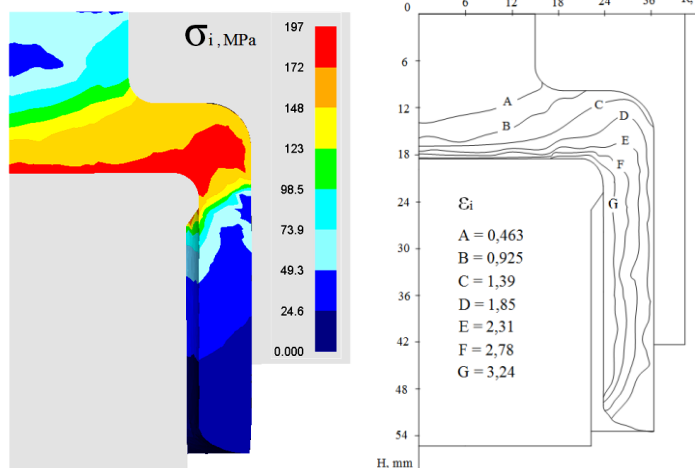 σi, MPa
197
172
148
123
98.5
73.9
49.3
24.6
0.000
0 6 12 18 24 30
6
12
18
24
30
36
42
48
54
H, mm
A
B
C
D
E
F
G
εi
A = 0,463
B = 0,925
C = 1,39
D = 1,85
E = 2,31
F = 2,78
G = 3,24